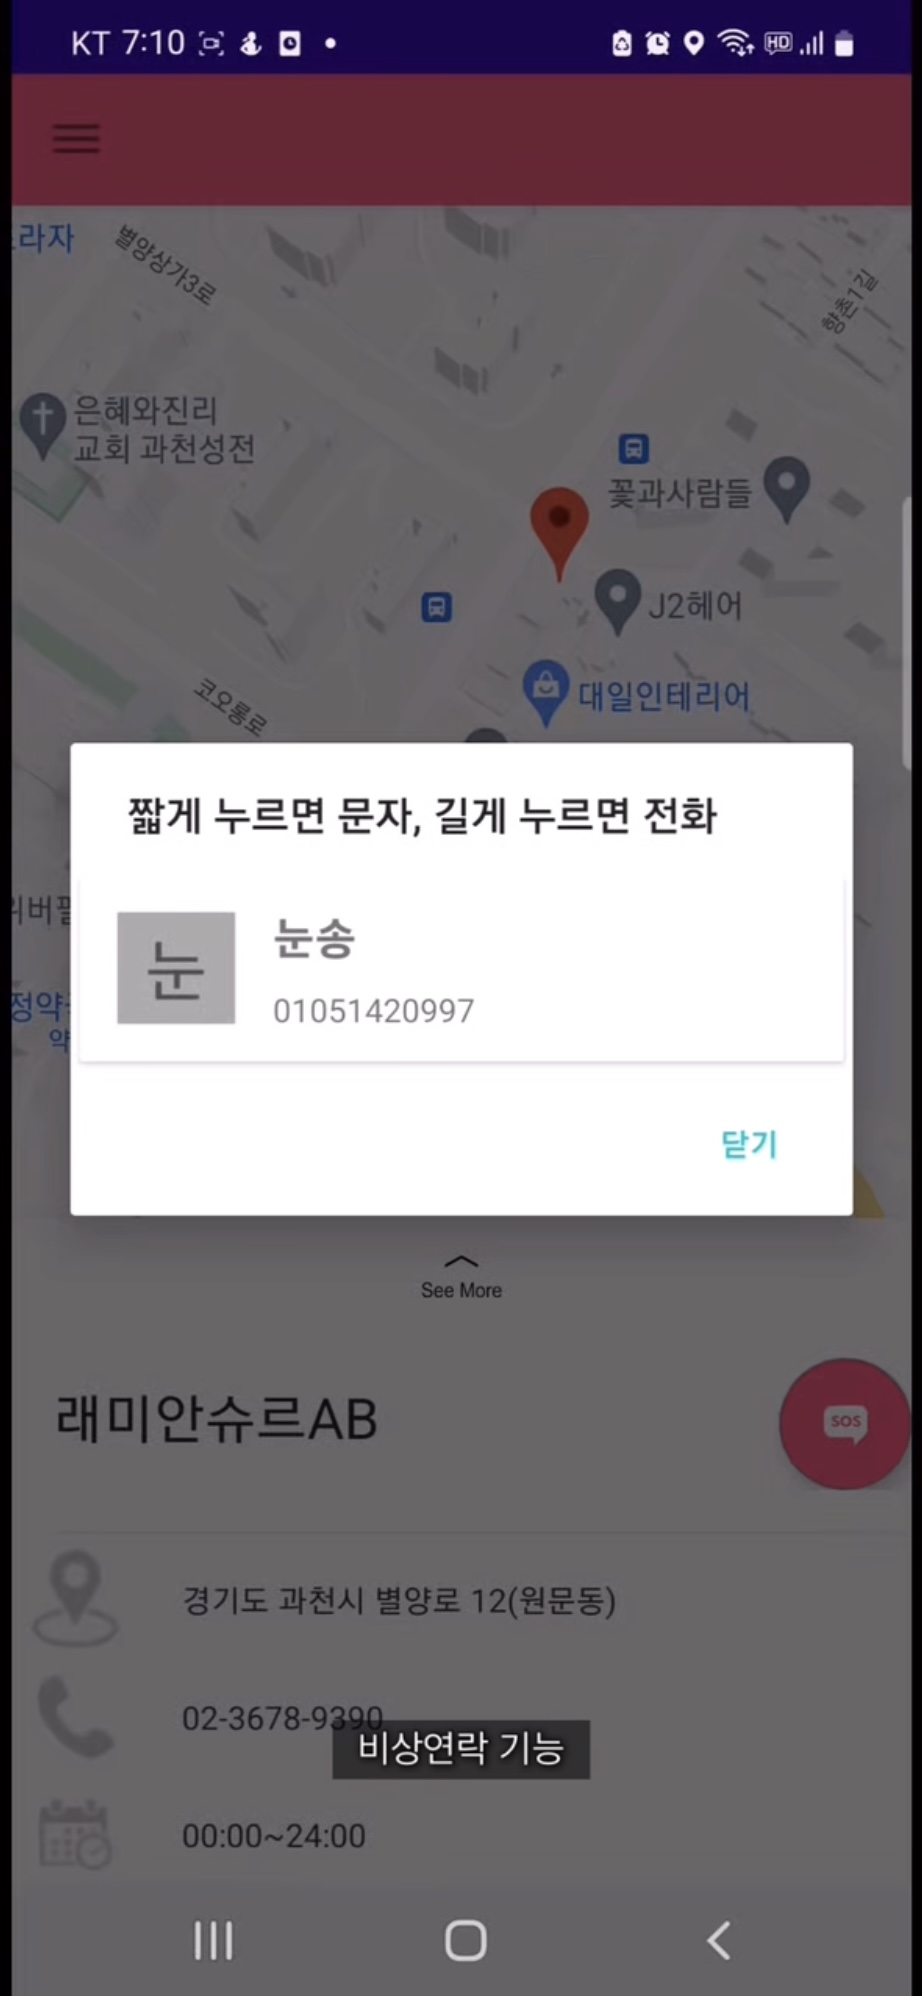 KT 7:10
HD
라자
별양상가3로
향촌1길
은혜와진리
교회 과천성전
꽃과사람들
J2헤어
대일인테리어
코오롱로
짧게 누르면 문자, 길게 누르면 전화
눈
눈송
01051420997
닫기
위버필
정약
약
See More
래미안슈르AB
SOS
경기도 과천시 별양로 12(원문동)
02-3678-9390
비상연락 기능
00:00~24:00